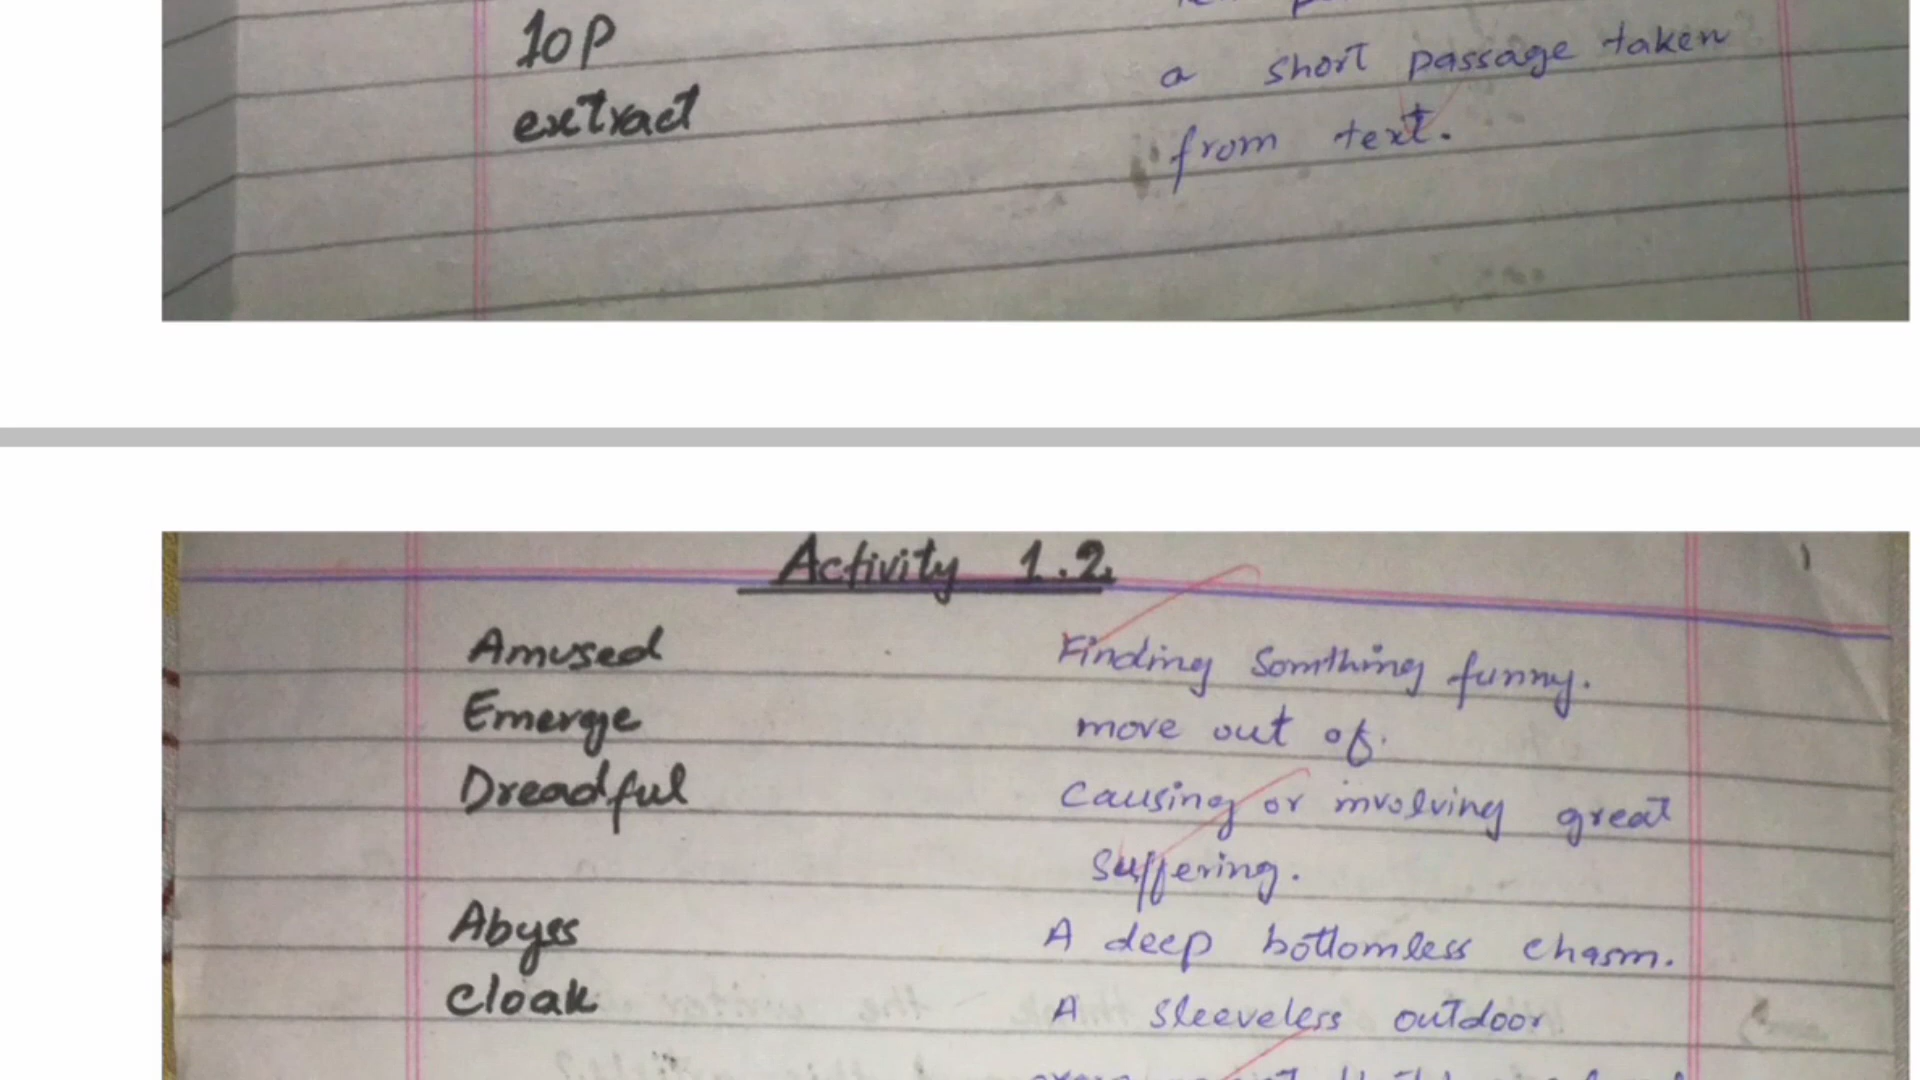 top
a short passage taken
extract
from text.
Activity 1.2
Amused Finding Somthing funny.
Emerge move out of.
Dreadful Causing or involving great
Suffering.
Abyss A deep bottomless chasm.
Cloak A sleeveless outdoor